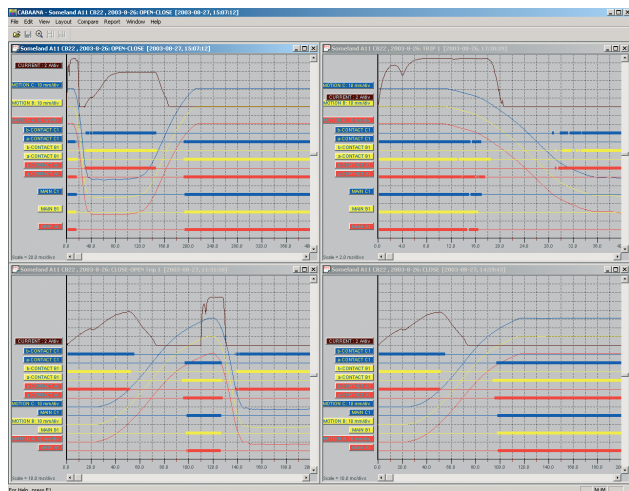 CABAANA - Someland A11 CB22, 2003-8-26: OPEN-CLOSE [2003-08-27, 15:07:12]
File Edit View Layout Compare Report Window Help
Someland A11 CB22, 2003-8-26: OPEN-CLOSE [2003-08-27, 15:07:12]
CURRENT : 2 A/div
MOTION C: 10 mm/div
MOTION B: 10 mm/div
b-CONTACT C1
a-CONTACT C1
b-CONTACT B1
a-CONTACT B1
MAIN C1
MAIN B1
0.0 40.0 80.0 120.0 160.0 200.0 240.0 280.0 320.0 360.0
Scale = 20.0 ms/div
Someland A11 CB22, 2003-8-26: TRIP 1
CURRENT : 2 A/div
MOTION C: 10 mm/div
MOTION B: 10 mm/div
b-CONTACT C1
a-CONTACT C1
b-CONTACT B1
a-CONTACT B1
MAIN C1
MAIN B1
0.0 4.0 8.0 12.0 16.0 20.0 24.0 28.0 32.0 36.0
Scale = 2.0 ms/div
Someland A11 CB22, 2003-8-26: CLOSE-OPEN Trip 1
CURRENT : 2 A/div
b-CONTACT C1
a-CONTACT C1
b-CONTACT B1
a-CONTACT B1
MOTION C: 10 mm/div
MAIN C1
MOTION B: 10 mm/div
MAIN B1
0.0 20.0 40.0 60.0 80.0 100.0 120.0 140.0 160.0 180.0
Scale = 10.0 ms/div
Someland A11 CB22, 2003-8-26: CLOSE
CURRENT : 2 A/div
b-CONTACT C1
a-CONTACT C1
b-CONTACT B1
a-CONTACT B1
MOTION C: 10 mm/div
MAIN C1
MOTION B: 10 mm/div
MAIN B1
0.0 20.0 40.0 60.0 80.0 100.0 120.0 140.0 160.0 180.0
Scale = 10.0 ms/div
For Help, press F1
NUM